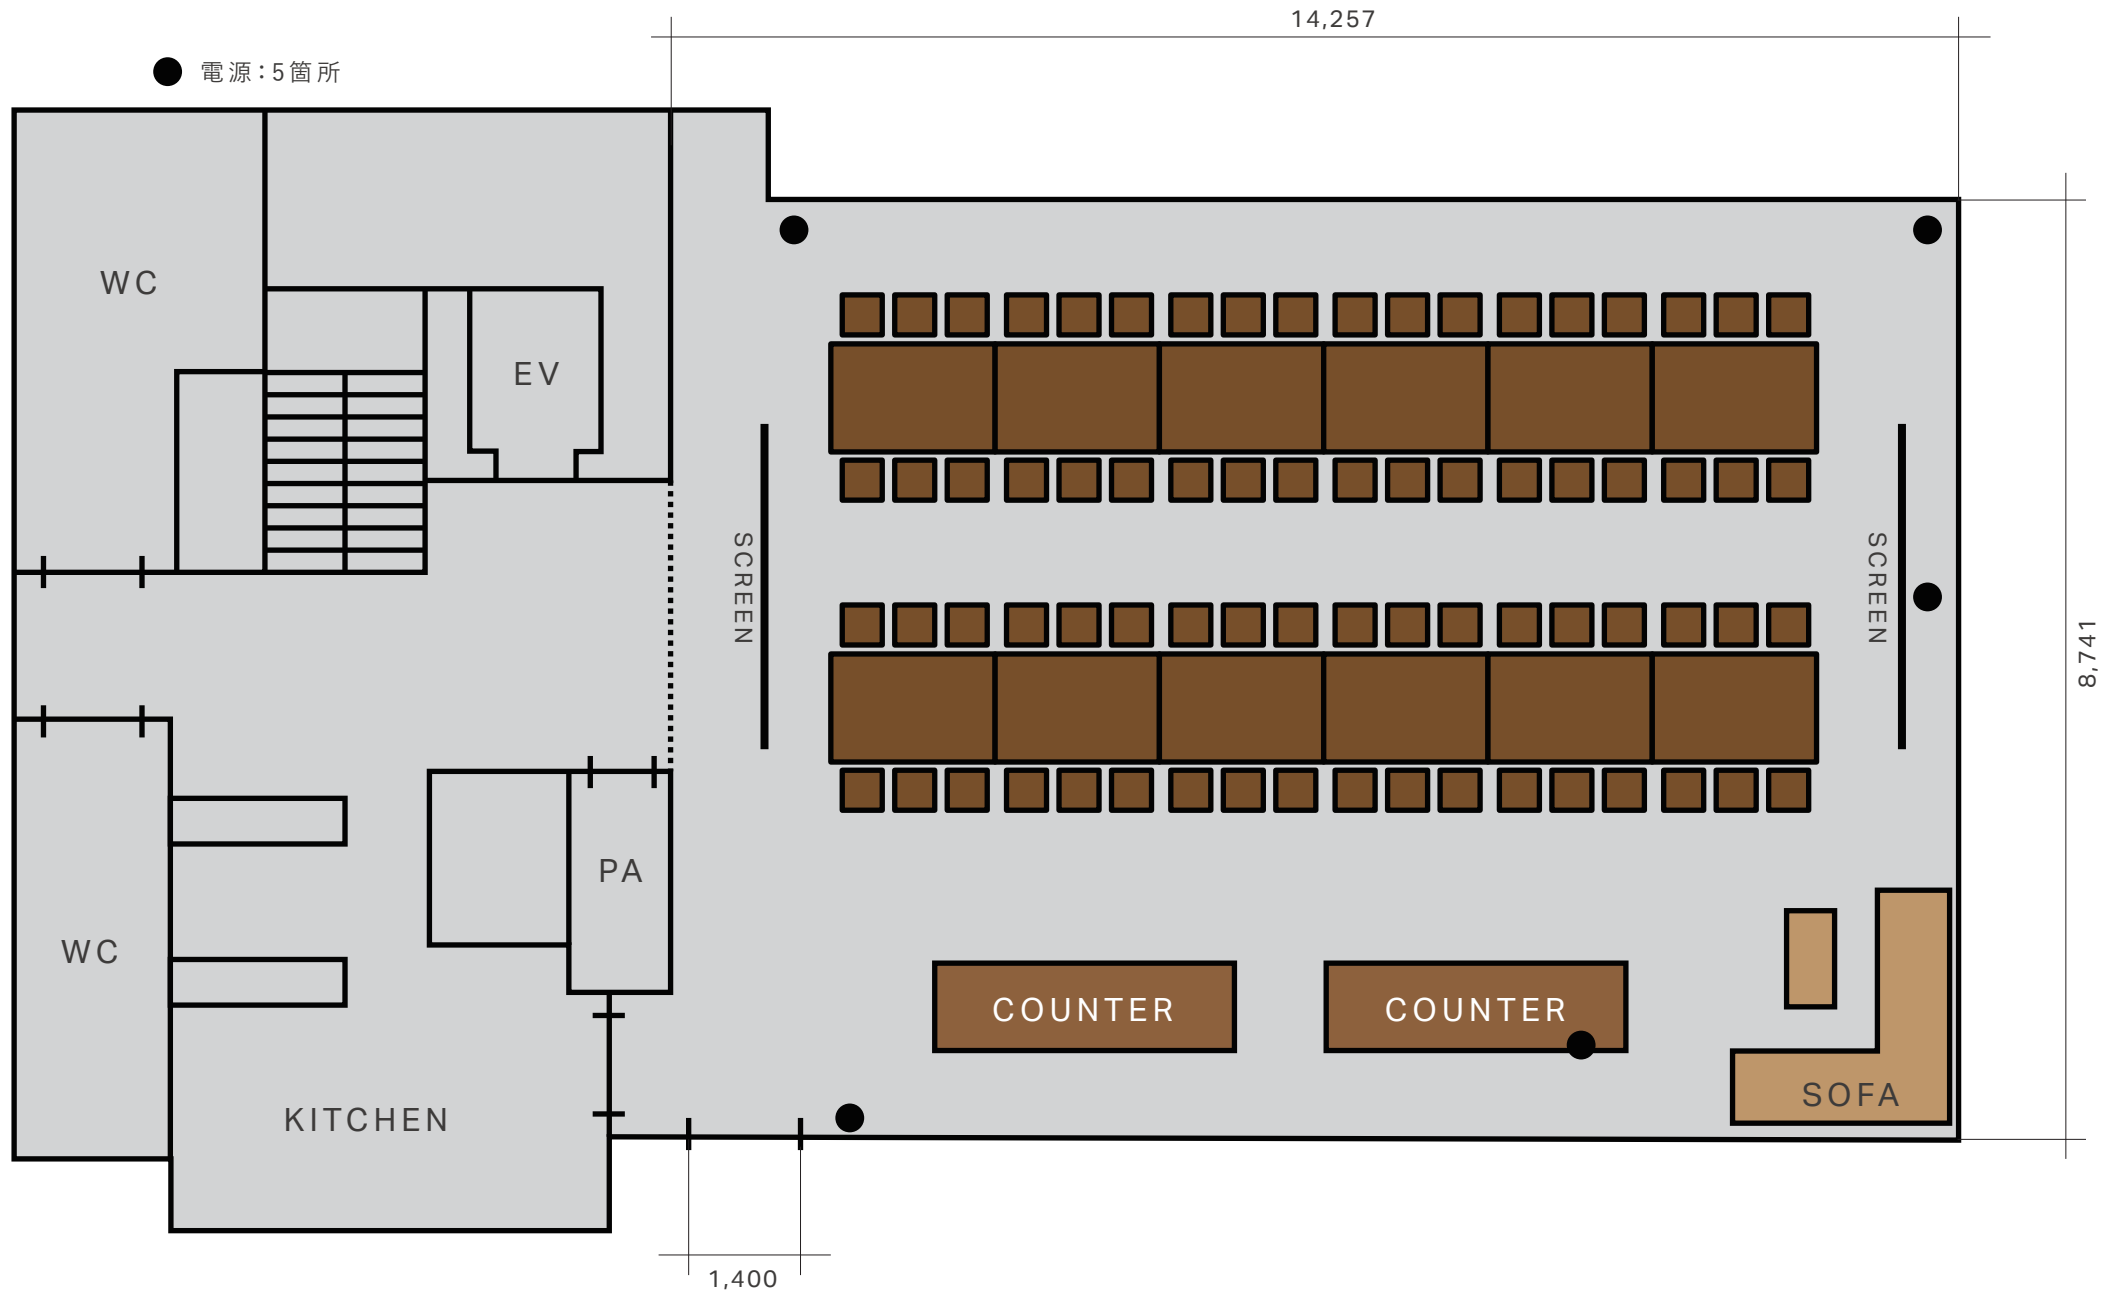 14,257
電源：5箇所
WC
EV
SCREEN
SCREEN
8,741
PA
WC
COUNTER
COUNTER
SOFA
KITCHEN
1,400